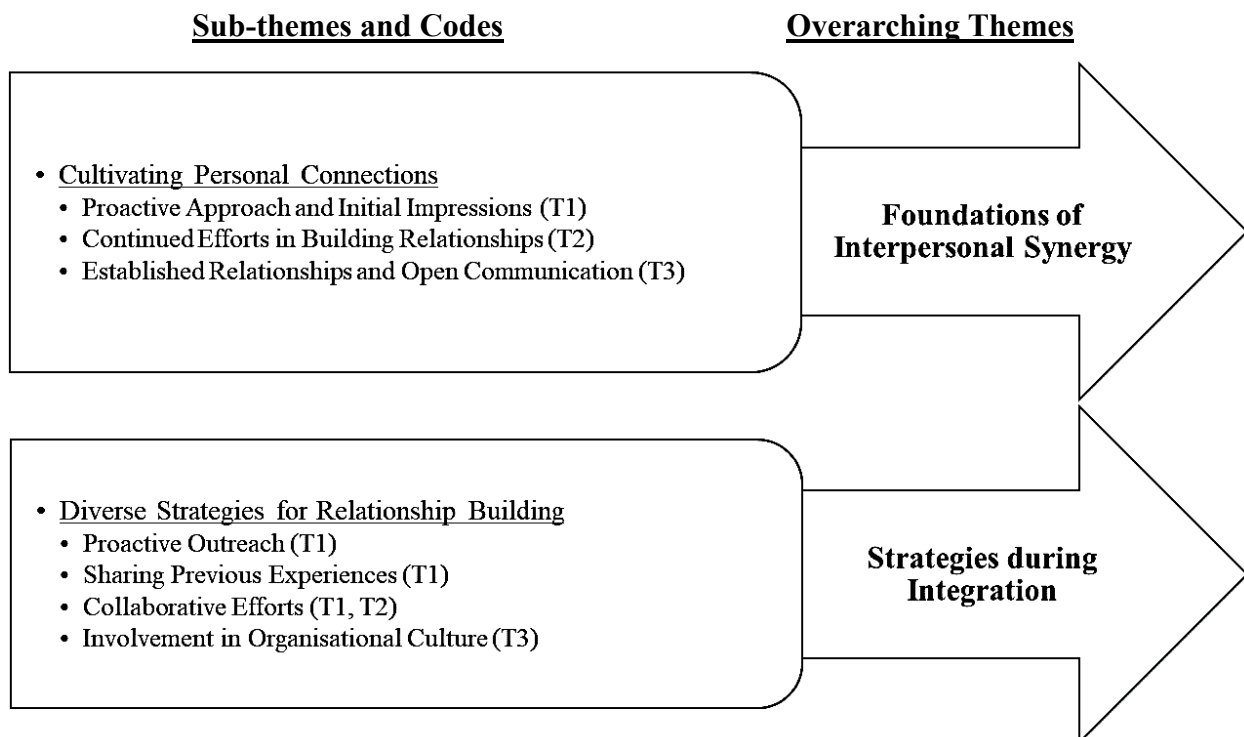 Sub-themes and Codes
Overarching Themes
• Cultivating Personal Connections
• Proactive Approach and Initial Impressions (T1)
• Continued Efforts in Building Relationships (T2)
• Established Relationships and Open Communication (T3)
Foundations of
Interpersonal Synergy
• Diverse Strategies for Relationship Building
• Proactive Outreach (T1)
• Sharing Previous Experiences (T1)
• Collaborative Efforts (T1, T2)
• Involvement in Organisational Culture (T3)
Strategies during
Integration